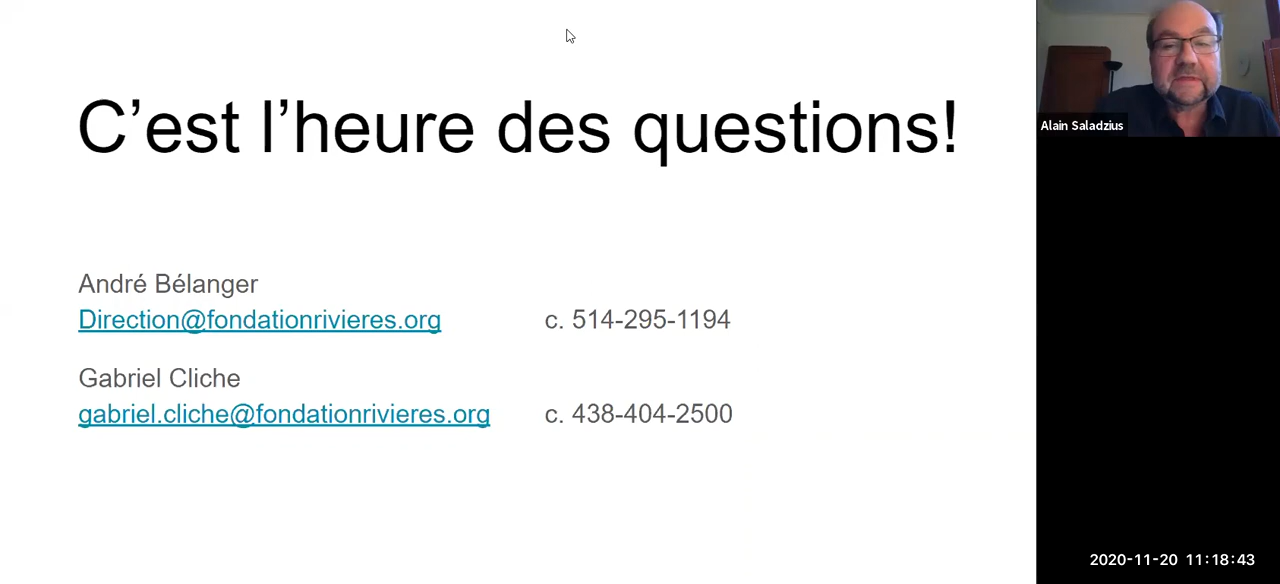 C’est l’heure des questions!
André Bélanger
Direction@fondationrivieres.org c. 514-295-1194
Gabriel Cliche
gabriel.cliche@fondationrivieres.org c. 438-404-2500
Alain Saladzius
2020-11-20 11:18:43